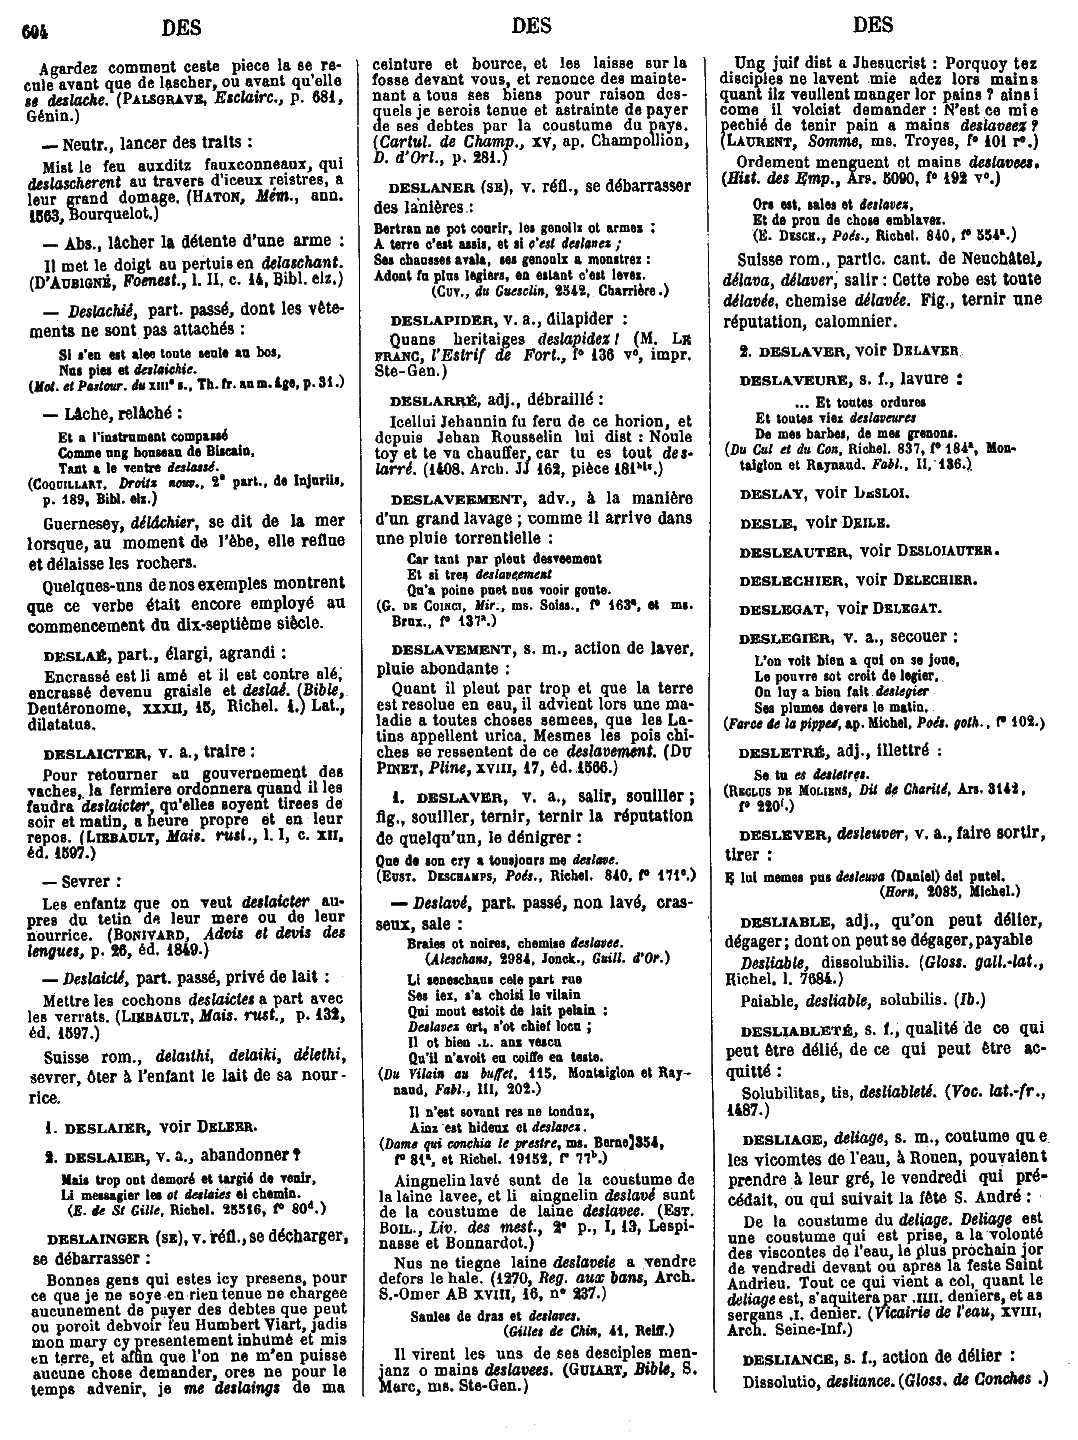 604
DES
DES
DES
Agardez comment ceste piece la se re-
cule avant que de lascher, ou avant qu'elle
se deslache. (PALSGRAVE, Esclairc., p. 681,
Génin.)
— Neutr., lancer des traits :
Mist le feu auxditz fauxconneaux, qui
deslascherent au travers d'iceux reistres, a
leur grand domage. (HATON, Mém., ann.
1563, Bourquelot.)
— Abs., lâcher la détente d'une arme :
Il met le doigt au pertuis en delaschant.
(D'AUBIGNÉ, Foenest., l. II, c. 14, Bibl. elz.)
— Deslachié, part. passé, dont les vête-
ments ne sont pas attachés :
Si s'en est alee toute seule au bos,
Nus pies et deslaichie.
(Mot. et Pastour. du XIIIe s., Th. fr. au m. âge, p. 31.)
— Lâche, relâché :
Et a l'instrument compassé
Comme ung bonseau de Biscain,
Tant a le ventre deslassé.
(COQUILLART, Droitz nouv., 2e part., de Injuriis,
p. 189, Bibl. elz.)
Guernesey, délâchier, se dit de la mer
lorsque, au moment de l'èbe, elle reflue
et délaisse les rochers.
Quelques-uns de nos exemples montrent
que ce verbe était encore employé au
commencement du dix-septième siècle.
DESLAÉ, part., élargi, agrandi :
Encrassé est li amé et il est contre alé,
encrassé devenu graisle et deslaé. (Bible,
Deutéronome, XXXII, 15, Richel. 1.) Lat.,
dilatatus.
DESLAICTER, v. a., traire :
Pour retourner au gouvernement des
vaches, la fermiere ordonnera quand il les
faudra deslaicter, qu'elles soyent tirees de
soir et matin, a heure propre et en leur
repos. (LIEBAULT, Mais. rust., l. I, c. XII,
éd. 1597.)
— Sevrer :
Les enfantz que on veut deslaicter au-
pres du tetin de leur mere ou de leur
nourrice. (BONIVARD, Advis et devis des
lengues, p. 26, éd. 1849.)
— Deslaicté, part. passé, privé de lait :
Mettre les cochons deslaictes a part avec
les verrats. (LIEBAULT, Mais. rust., p. 132,
éd. 1597.)
Suisse rom., delaithi, delaiki, délethi,
sevrer, ôter à l'enfant le lait de sa nour-
rice.
1. DESLAIER, voir DELEER.
2. DESLAIER, v. a., abandonner ?
Mais trop ont demoré et targié de venir,
Li messagier les ot deslaies el chemin.
(E. de St Gille, Richel. 25516, f° 80d.)
DESLAINGER (SE), v. réfl., se décharger,
se débarrasser :
Bonnes gens qui estes icy presens, pour
ce que je ne soye en rien tenue ne chargee
aucunement de payer des debtes que peut
ou poroit debvoir feu Humbert Viart, jadis
mon mary cy presentement inhumé et mis
en terre, et affin que l'on ne m'en puisse
aucune chose demander, ores ne pour le
temps advenir, je me deslaings de ma
ceinture et bource, et les laisse sur la
fosse devant vous, et renonce des mainte-
nant a tous ses biens pour raison des-
quels je serois tenue et astrainte de payer
de ses debtes par la coustume du pays.
(Cartul. de Champ., XV, ap. Champollion,
D. d'Orl., p. 281.)
DESLANER (SE), v. réfl., se débarrasser
des lanières :
Bertran ne pot courir, les genoilz ot armez ;
A terre c'est assis, et si c'est deslanez ;
Ses chausses avala, ses genoulx a monstrez :
Adont fu plus legiers, en estant c'est levez.
(CUV., du Guesclin, 2542, Charrière.)
DESLAPIDER, v. a., dilapider :
Quans heritaiges deslapidez ! (M. LE
FRANC, l'Estrif de Fort., f° 136 v°, impr.
Ste-Gen.)
DESLARRÉ, adj., débraillé :
Icellui Jehannin fu feru de ce horion, et
depuis Jehan Rousselin lui dist : Noule
toy et te va chauffer, car tu es tout des-
larré. (1408. Arch. JJ 162, pièce 181bis.)
DESLAVEEMENT, adv., à la manière
d'un grand lavage ; comme il arrive dans
une pluie torrentielle :
Car tant par pleut desveement
Et si tres deslaveement
Qu'a poine puet nus vooir goute.
(G. DE COINCI, Mir., ms. Soiss., f° 163a, et ms.
Brux., f° 137a.)
DESLAVEMENT, s. m., action de laver,
pluie abondante :
Quant il pleut par trop et que la terre
est resolue en eau, il advient lors une ma-
ladie a toutes choses semees, que les La-
tins appellent urica. Mesmes les pois chi-
ches se ressentent de ce deslavement. (DU
PINET, Pline, XVIII, 17, éd. 1566.)
1. DESLAVER, v. a., salir, souiller ;
fig., souiller, ternir, ternir la réputation
de quelqu'un, le dénigrer :
Que de son cry a tousjours me deslave.
(EUST. DESCHAMPS, Poés., Richel. 840, f° 171c.)
— Deslavé, part. passé, non lavé, cras-
seux, sale :
Braies ot noires, chemise deslavee.
(Aleschans, 2984, Jonck., Guill. d'Or.)
Li seneschaus cele part rue
Ses iex, s'a choisi le vilain
Qui mout estoit de lait pelain :
Deslavez ert, s'ot chief locu ;
Il ot bien .L. anz vescu
Qu'il n'avoit eu coiffe en teste.
(Du Vilain au buffet, 115, Montaiglon et Ray-
naud, Fabl., III, 202.)
Il n'est sovant res ne tonduz,
Ainz est hideux et deslavez.
(Dame qui conchia le prestre, ms. Berne 354,
f° 81a, et Richel. 19152, f° 77b.)
Aingnelin lavé sunt de la coustume de
la laine lavee, et li aingnelin deslavé sunt
de la coustume de laine deslavee. (EST.
BOIL., Liv. des mest., 2e p., I, 13, Lespi-
nasse et Bonnardot.)
Nus ne tiegne laine deslaveie a vendre
defors le hale. (1270, Reg. aux bans, Arch.
S.-Omer AB XVIII, 16, n° 237.)
Saules de dras et deslaves.
(Gilles de Chin, 41, Reiff.)
Il virent les uns de ses desciples men-
janz o mains deslavees. (GUIART, Bible, S.
Marc, ms. Ste-Gen.)
Ung juif dist a Jhesucrist : Porquoy tez
disciples ne lavent mie adez lors mains
quant ilz veullent manger lor pains ? ainsi
come il volcist demander : N'est ce mie
pechié de tenir pain a mains deslaveez ?
(LAURENT, Somme, ms. Troyes, f° 101 r°.)
Ordement menguent ot mains deslavees.
(Hist. des Emp., Ars. 5090, f° 192 v°.)
Ors est, sales et deslavez,
Et de prou de chose emblavez.
(E. DESCH., Poés., Richel. 840, f° 554a.)
Suisse rom., partic. cant. de Neuchâtel,
délava, délaver, salir : Cette robe est toute
délavée, chemise délavée. Fig., ternir une
réputation, calomnier.
2. DESLAVER, voir DELAVER
DESLAVEURE, s. f., lavure :
... Et toutes ordures
Et toutes viez deslaveures
De mes barbes, de mes grenons.
(Du Cul et du Con, Richel. 837, f° 184a, Mon-
taiglon et Raynaud, Fabl., II, 136.)
DESLAY, voir DESLOI.
DESLE, voir DEILE.
DESLEAUTER, voir DESLOIAUTER.
DESLECHIER, voir DELECHIER.
DESLEGAT, voir DELEGAT.
DESLEGIER, v. a., secouer :
L'on voit bien a qoi on se joue,
Le pouvre sot croit de legier,
On luy a bien fait deslegier
Ses plumes devers le matin.
(Farce de la pippee, ap. Michel, Poés. goth., f° 102.)
DESLETRÉ, adj., illettré :
Se tu es desletres.
(RECLUS DE MOLIENS, Dit de Charité, Ars. 3142,
f° 220f.)
DESLEVER, desleuver, v. a., faire sortir,
tirer :
E lui memes pus desleuva (Daniel) del putel.
(Horn, 2085, Michel.)
DESLIABLE, adj., qu'on peut délier,
dégager ; dont on peut se dégager, payable
Desliable, dissolubilis. (Gloss. gall.-lat.,
Richel. l. 7684.)
Paiable, desliable, solubilis. (Ib.)
DESLIABLETÉ, s. f., qualité de ce qui
peut être délié, de ce qui peut être ac-
quitté :
Solubilitas, tis, desliableté. (Voc. lat.-fr.,
1487.)
DESLIAGE, deliage, s. m., coutume que
les vicomtes de l'eau, à Rouen, pouvaient
prendre à leur gré, le vendredi qui pré-
cédait, ou qui suivait la fête S. André :
De la coustume du deliage. Deliage est
une coustume qui est prise, a la volonté
des viscontes de l'eau, le plus prochain jor
de vendredi devant ou apres la feste Saint
Andrieu. Tout ce qui vient a col, quant le
deliage est, s'aquitera par .IIII. deniers, et as
sergans .I. denier. (Vicairie de l'eau, XVIII,
Arch. Seine-Inf.)
DESLIANCE, s. f., action de délier :
Dissolutio, desliance. (Gloss. de Conches.)